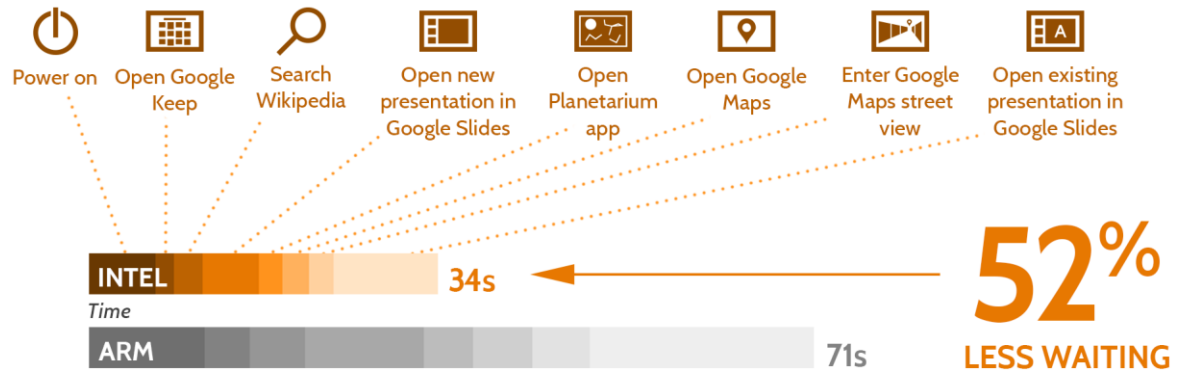 Power on
Open Google
Keep
Search
Wikipedia
Open new
presentation in
Google Slides
Open
Planetarium
app
Open Google
Maps
Enter Google
Maps street
view
A
Open existing
presentation in
Google Slides
INTEL
34s
Time
ARM
71s
52%
LESS WAITING